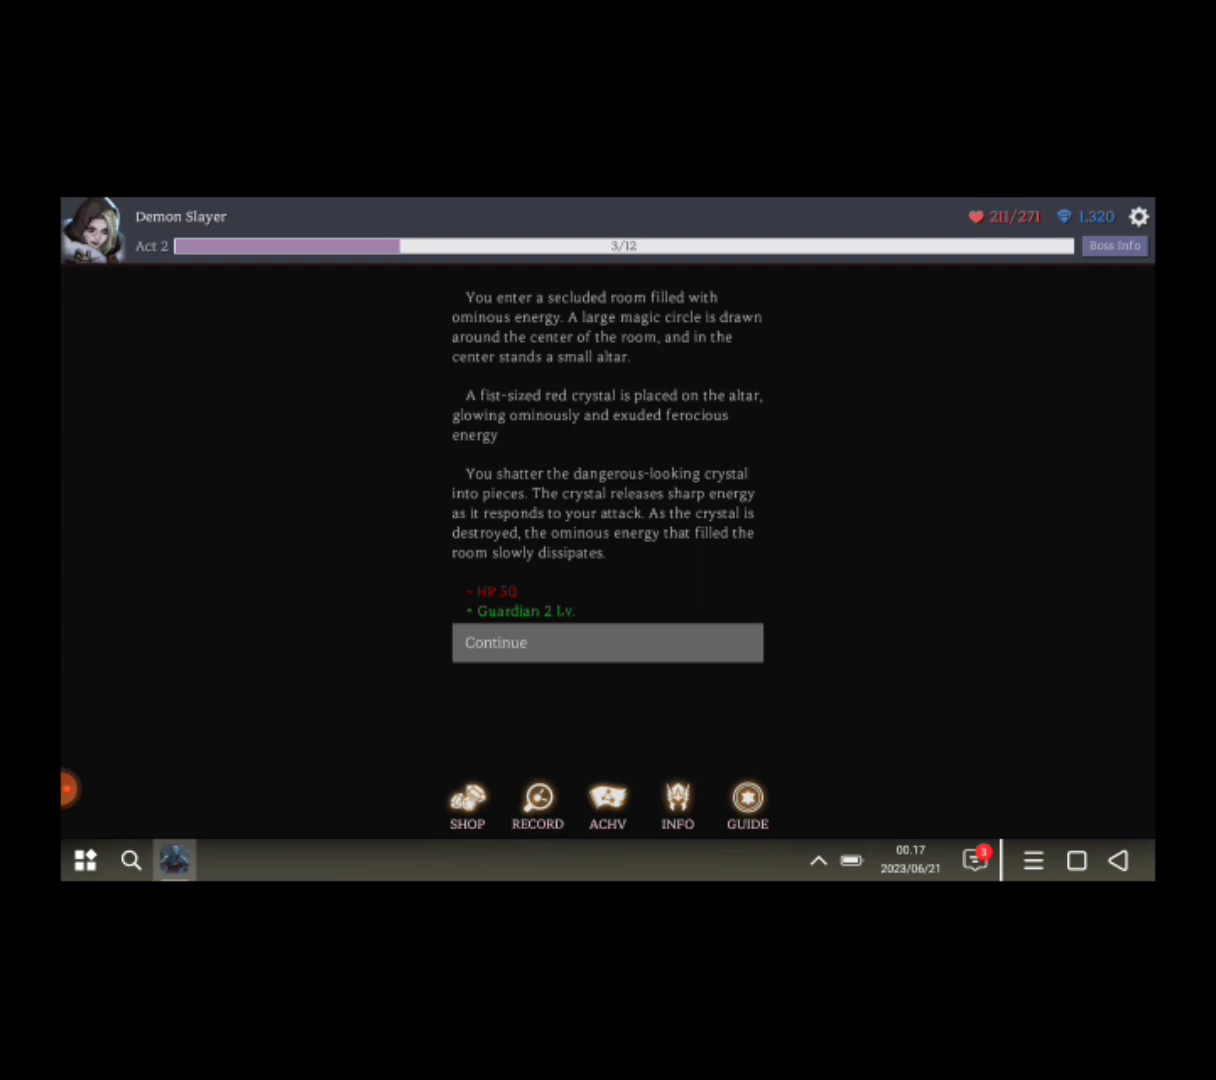 Demon Slayer
211/271
1.320
Act 2
3/12
Boss Info
You enter a secluded room filled with
ominous energy. A large magic circle is drawn
around the center of the room, and in the
center stands a small altar.
A fist-sized red crystal is placed on the altar,
glowing ominously and exuded ferocious
energy
You shatter the dangerous-looking crystal
into pieces. The crystal releases sharp energy
as it responds to your attack. As the crystal is
destroyed, the ominous energy that filled the
room slowly dissipates.
- HP 50
+ Guardian 2 Lv.
Continue
SHOP
RECORD
ACHV
INFO
GUIDE
00.17
2023/06/21
3